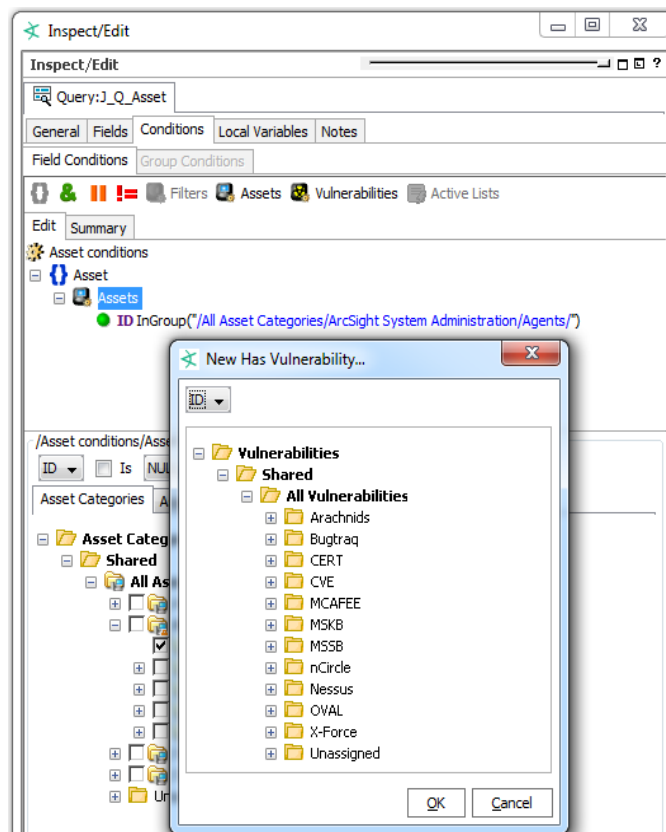 Inspect/Edit
Inspect/Edit ?
Query:J_Q_Asset
General Fields Conditions Local Variables Notes
Field Conditions Group Conditions
{} & || != Filters Assets Vulnerabilities Active Lists
Edit Summary
Asset conditions
{} Asset
Assets
ID InGroup("/All Asset Categories/ArcSight System Administration/Agents/")
New Has Vulnerability...
ID
Vulnerabilities
Shared
All Vulnerabilities
Arachnids
Bugtraq
CERT
CVE
MCAFEE
MSKB
MSSB
nCircle
Nessus
OVAL
X-Force
Unassigned
OK Cancel
/Asset conditions/Asse
ID Is NUL
Asset Categories A
Asset Categ
Shared
All As
Un